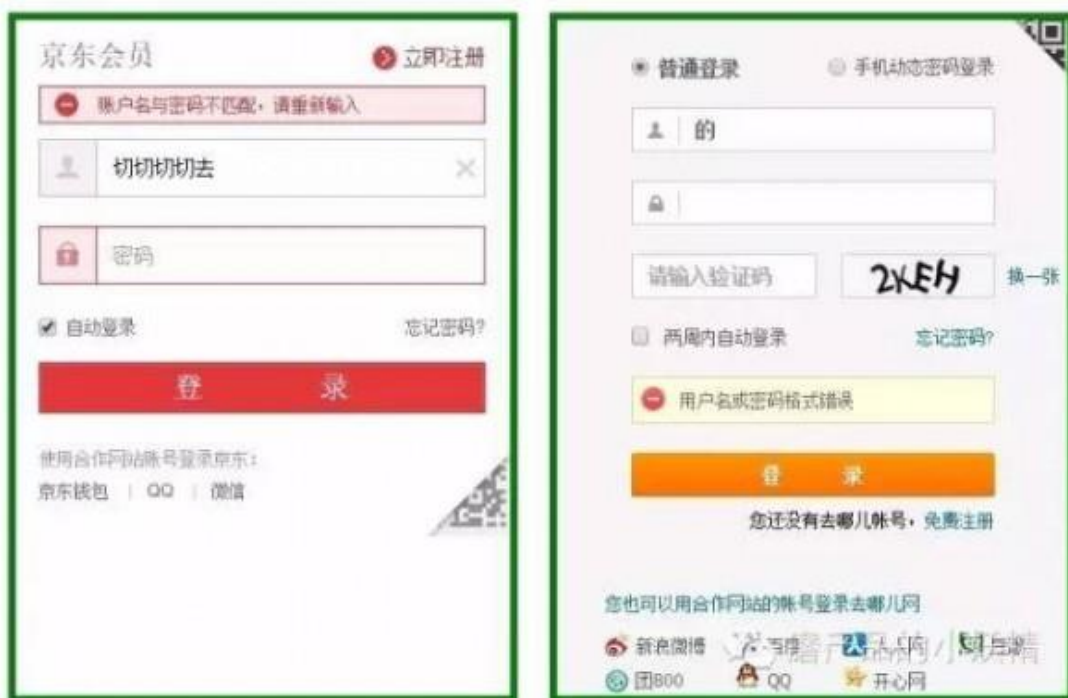 京东会员
立即注册
账户名与密码不匹配，请重新输入
切切切切去
密码
自动登录
忘记密码?
登 录
使用合作网站账号登录京东：
京东钱包 | QQ | 微信
普通登录
手机动态密码登录
的
请输入验证码
2KEH
换一张
两周内自动登录
忘记密码?
用户名或密码格式错误
登 录
您还没有去哪儿帐号，免费注册
您也可以用合作网站的帐号登录去哪儿网
新浪微博 百度 人人网
团800 QQ 开心网